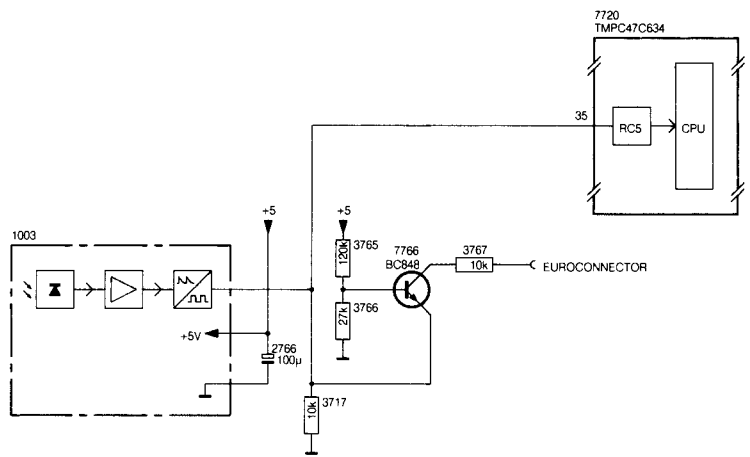 7720
TMPC47C634
35
RC5
CPU
+5
+5
1003
3765
120k
7766
BC848
3767
10k
EUROCONNECTOR
3766
27k
+5V
2766
100µ
3717
10k